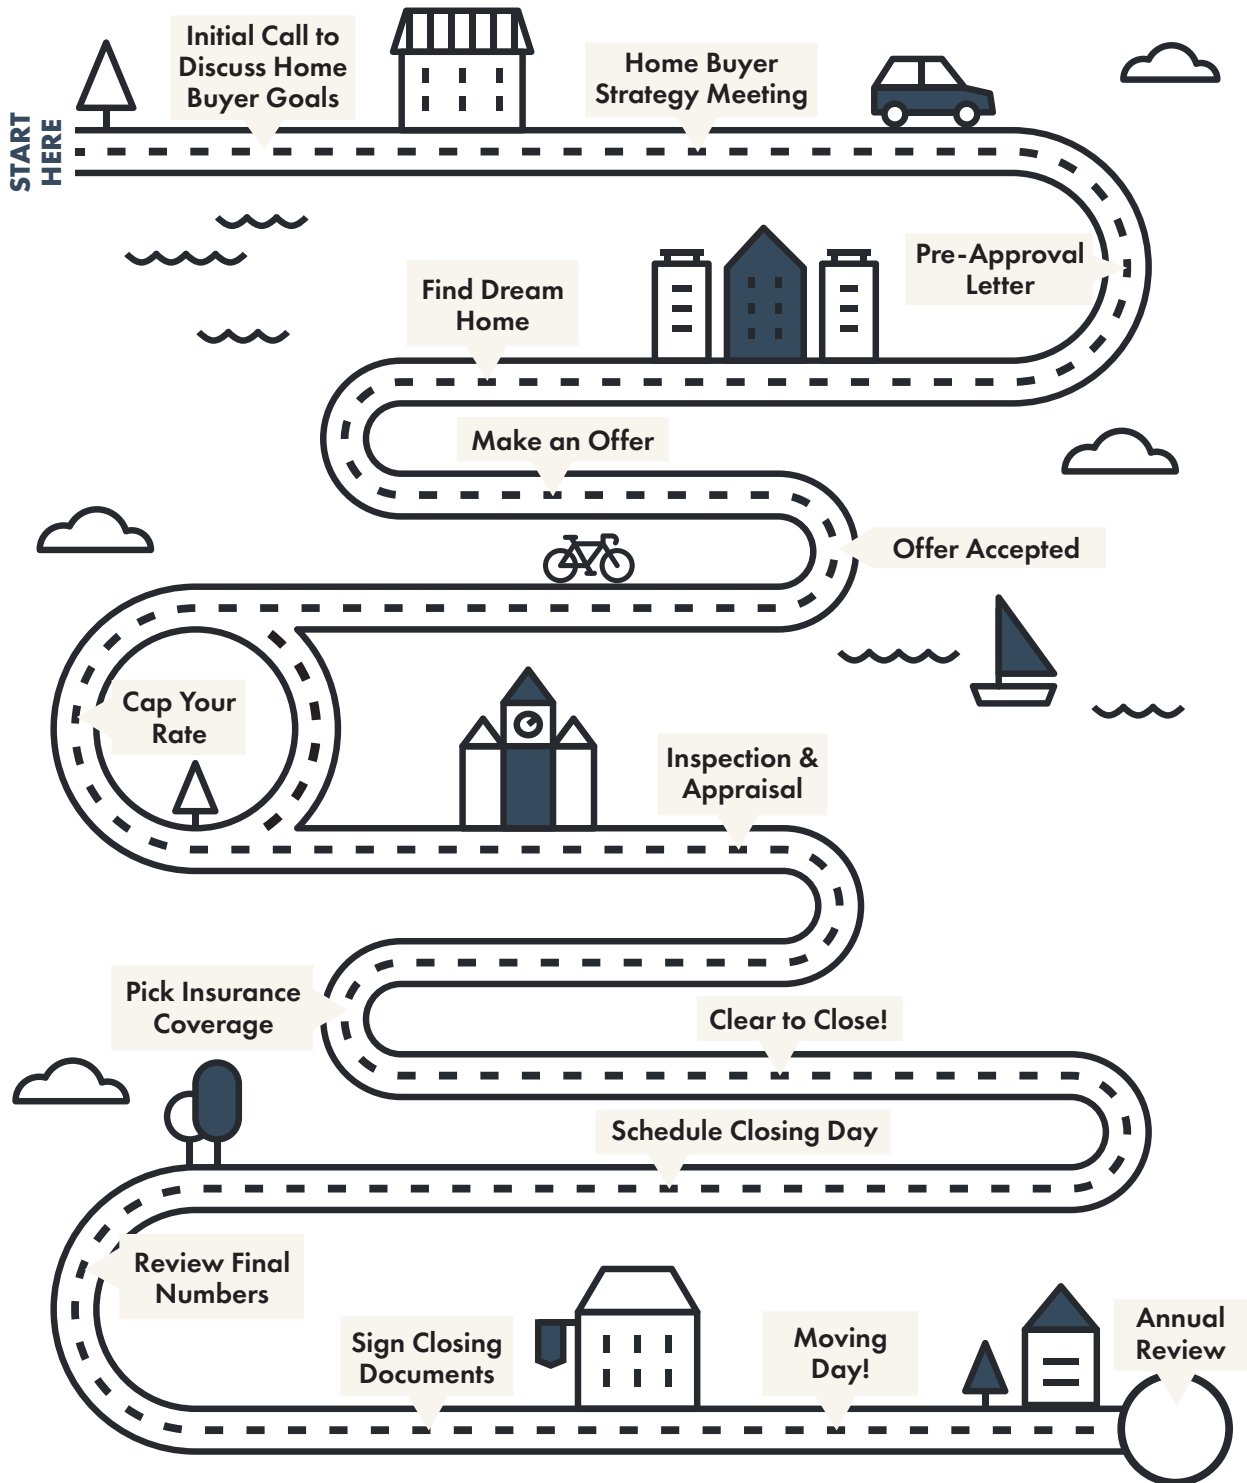 START
HERE
Initial Call to
Discuss Home
Buyer Goals
Home Buyer
Strategy Meeting
Pre-Approval
Letter
Find Dream
Home
Make an Offer
Offer Accepted
Cap Your
Rate
Inspection &
Appraisal
Pick Insurance
Coverage
Clear to Close!
Schedule Closing Day
Review Final
Numbers
Sign Closing
Documents
Moving
Day!
Annual
Review